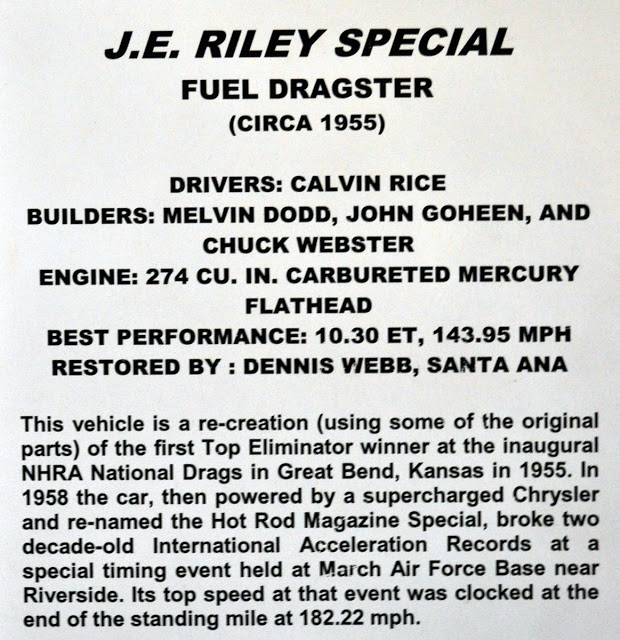 J.E. RILEY SPECIAL
FUEL DRAGSTER
(CIRCA 1955)
DRIVERS: CALVIN RICE
BUILDERS: MELVIN DODD, JOHN GOHEEN, AND
CHUCK WEBSTER
ENGINE: 274 CU. IN. CARBURETED MERCURY
FLATHEAD
BEST PERFORMANCE: 10.30 ET, 143.95 MPH
RESTORED BY : DENNIS WEBB, SANTA ANA
This vehicle is a re-creation (using some of the original
parts) of the first Top Eliminator winner at the inaugural
NHRA National Drags in Great Bend, Kansas in 1955. In
1958 the car, then powered by a supercharged Chrysler
and re-named the Hot Rod Magazine Special, broke two
decade-old International Acceleration Records at a
special timing event held at March Air Force Base near
Riverside. Its top speed at that event was clocked at the
end of the standing mile at 182.22 mph.